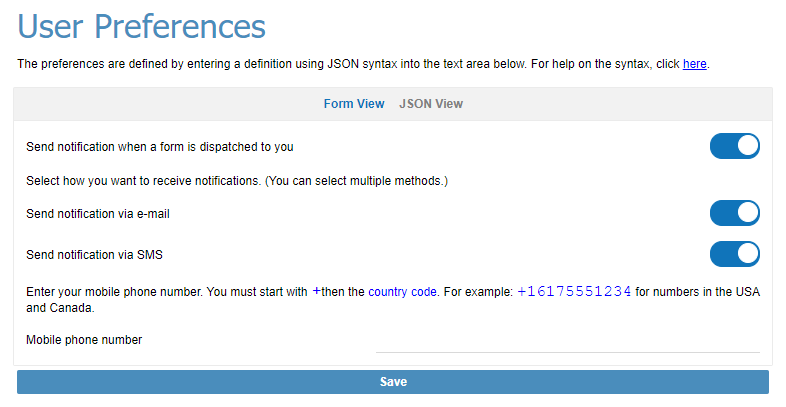 User Preferences
The preferences are defined by entering a definition using JSON syntax into the text area below. For help on the syntax, click here.
Form View JSON View
Send notification when a form is dispatched to you
Select how you want to receive notifications. (You can select multiple methods.)
Send notification via e-mail
Send notification via SMS
Enter your mobile phone number. You must start with +then the country code. For example: +16175551234 for numbers in the USA
and Canada.
Mobile phone number
Save